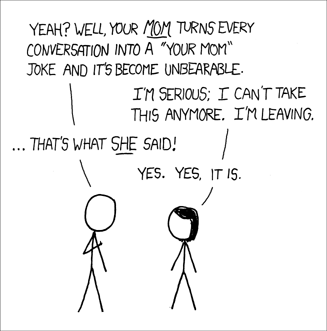 YEAH? WELL, YOUR MOM TURNS EVERY
CONVERSATION INTO A "YOUR MOM"
JOKE AND IT'S BECOME UNBEARABLE.
I'M SERIOUS; I CAN'T TAKE
THIS ANYMORE. I'M LEAVING.
... THAT'S WHAT SHE SAID!
YES. YES, IT IS.